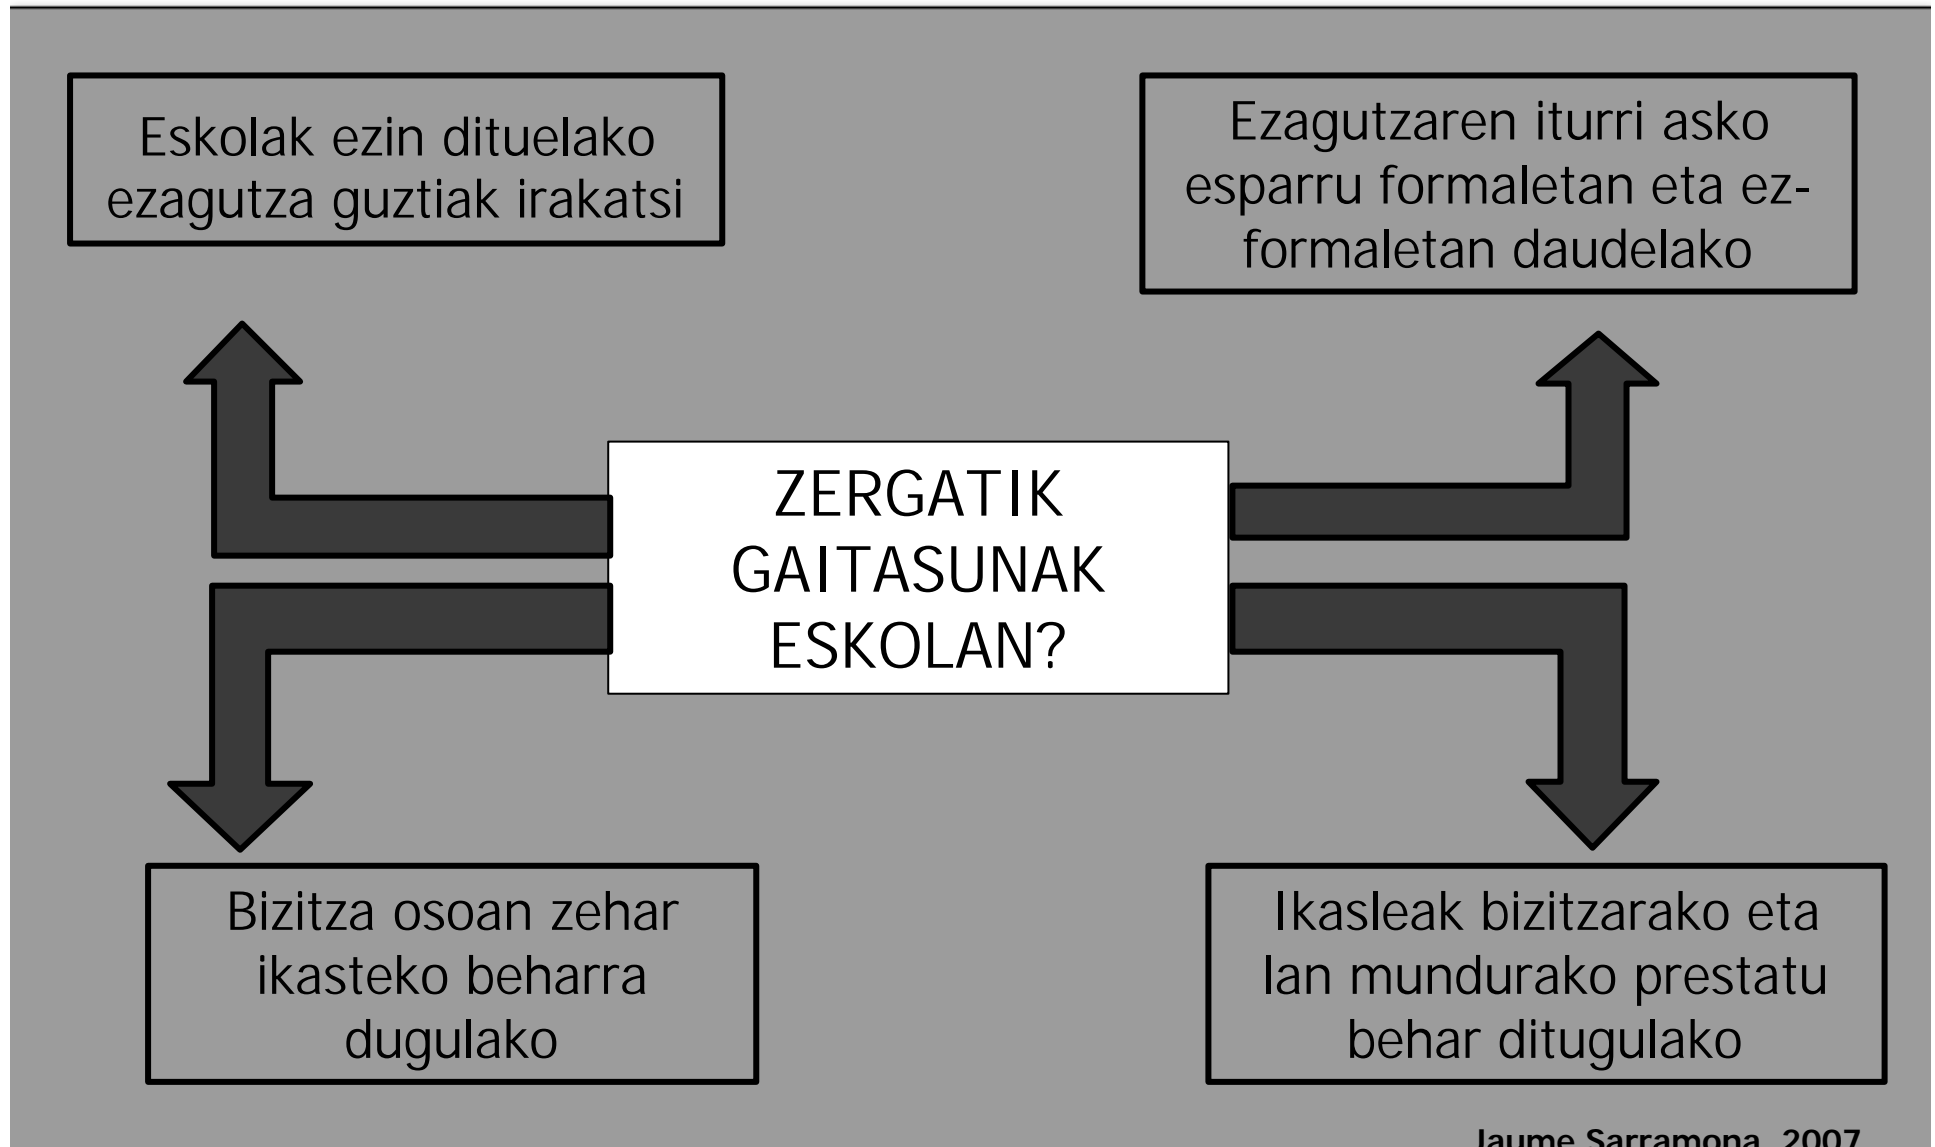 Eskolak ezin dituelako
ezagutza guztiak irakatsi
Ezagutzaren iturri asko
esparru formaletan eta ez-
formaletan daudelako
ZERGATIK
GAITASUNAK
ESKOLAN?
Bizitza osoan zehar
ikasteko beharra
dugulako
Ikasleak bizitzarako eta
lan mundurako prestatu
behar ditugulako
Jaume Sarramona, 2007